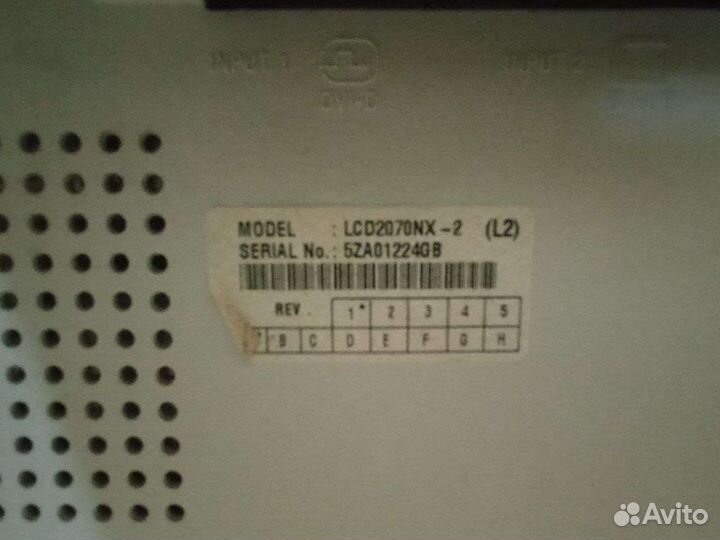 INPUT 1
DVI-D
INPUT 2
MODEL : LCD2070NX-2 (L2)
SERIAL No. : 5ZA01224GB
REV. 1* 2 3 4 5
B C D E F G H
Avito